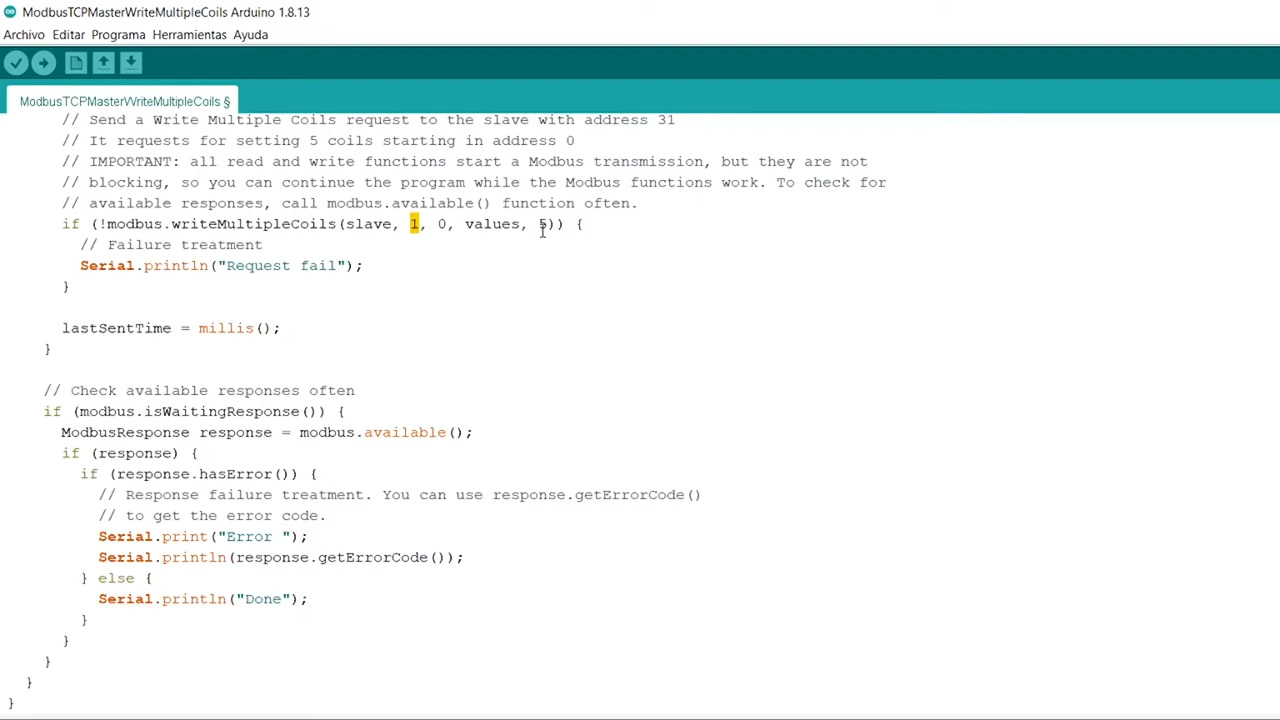 ModbusTCPMasterWriteMultipleCoils Arduino 1.8.13
Archivo Editar Programa Herramientas Ayuda
ModbusTCPMasterWriteMultipleCoils §
// Send a Write Multiple Coils request to the slave with address 31
// It requests for setting 5 coils starting in address 0
// IMPORTANT: all read and write functions start a Modbus transmission, but they are not
// blocking, so you can continue the program while the Modbus functions work. To check for
// available responses, call modbus.available() function often.
if (!modbus.writeMultipleCoils(slave, 1, 0, values, 5)) {
// Failure treatment
Serial.println("Request fail");
}
lastSentTime = millis();
}
// Check available responses often
if (modbus.isWaitingResponse()) {
ModbusResponse response = modbus.available();
if (response) {
if (response.hasError()) {
// Response failure treatment. You can use response.getErrorCode()
// to get the error code.
Serial.print("Error ");
Serial.println(response.getErrorCode());
} else {
Serial.println("Done");
}
}
}
}
}